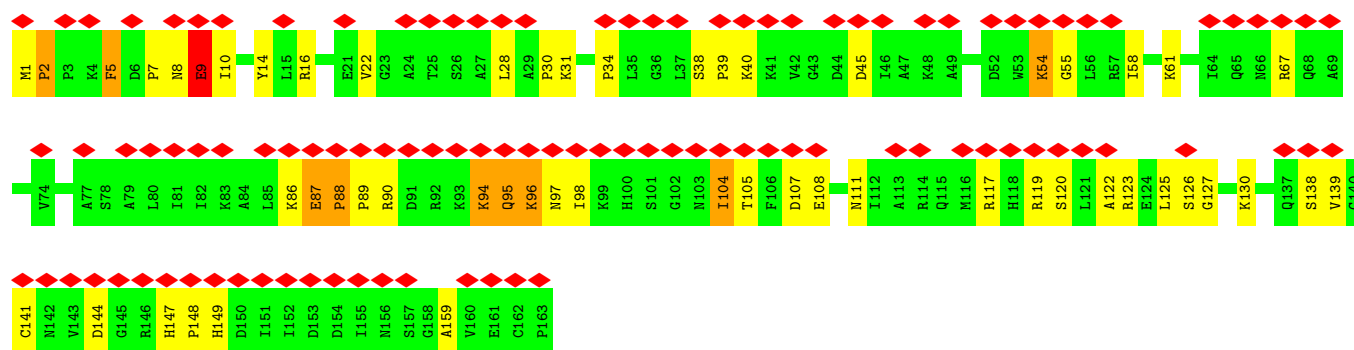 M1 P2 P3 K4 F5 D6 P7 N8 E9 I10 Y14 L15 R16 E21 V22 G23 A24 T25 S26 A27 L28 A29 P30 K31 P34 L35 G36 L37 S38 P39 K40 K41 V42 G43 D44 D45 I46 A47 K48 A49 D52 W53 K54 G55 L56 R57 I58 K61 I64 Q65 N66 R67 Q68 A69
V74 A77 S78 A79 L80 I81 I82 K83 A84 L85 K86 E87 P88 P89 R90 D91 R92 K93 K94 Q95 K96 N97 I98 K99 H100 S101 G102 N103 I104 T105 F106 D107 E108 N111 I112 A113 R114 Q115 M116 R117 H118 R119 S120 L121 A122 R123 E124 L125 S126 G127 K130 Q137 S138 V139 G140
C141 N142 V143 D144 G145 R146 H147 P148 H149 D150 I151 I152 D153 D154 I155 N156 S157 G158 A159 V160 E161 C162 P163